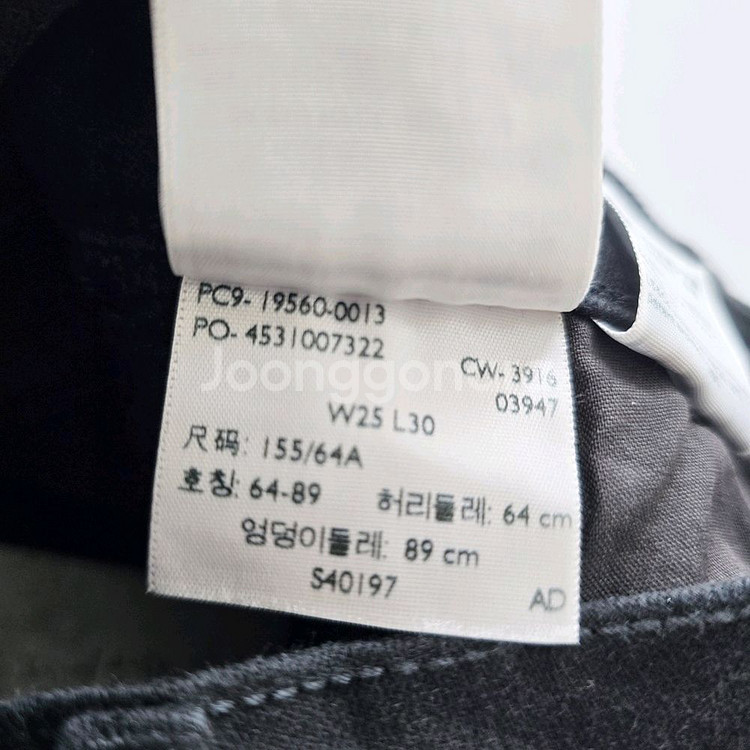 PC9-19560-0013
PO-4531007322
CW-3916
03947
W25 L30
尺码: 155/64A
호칭: 64-89 허리둘레: 64 cm
엉덩이둘레: 89 cm
S40197
AD